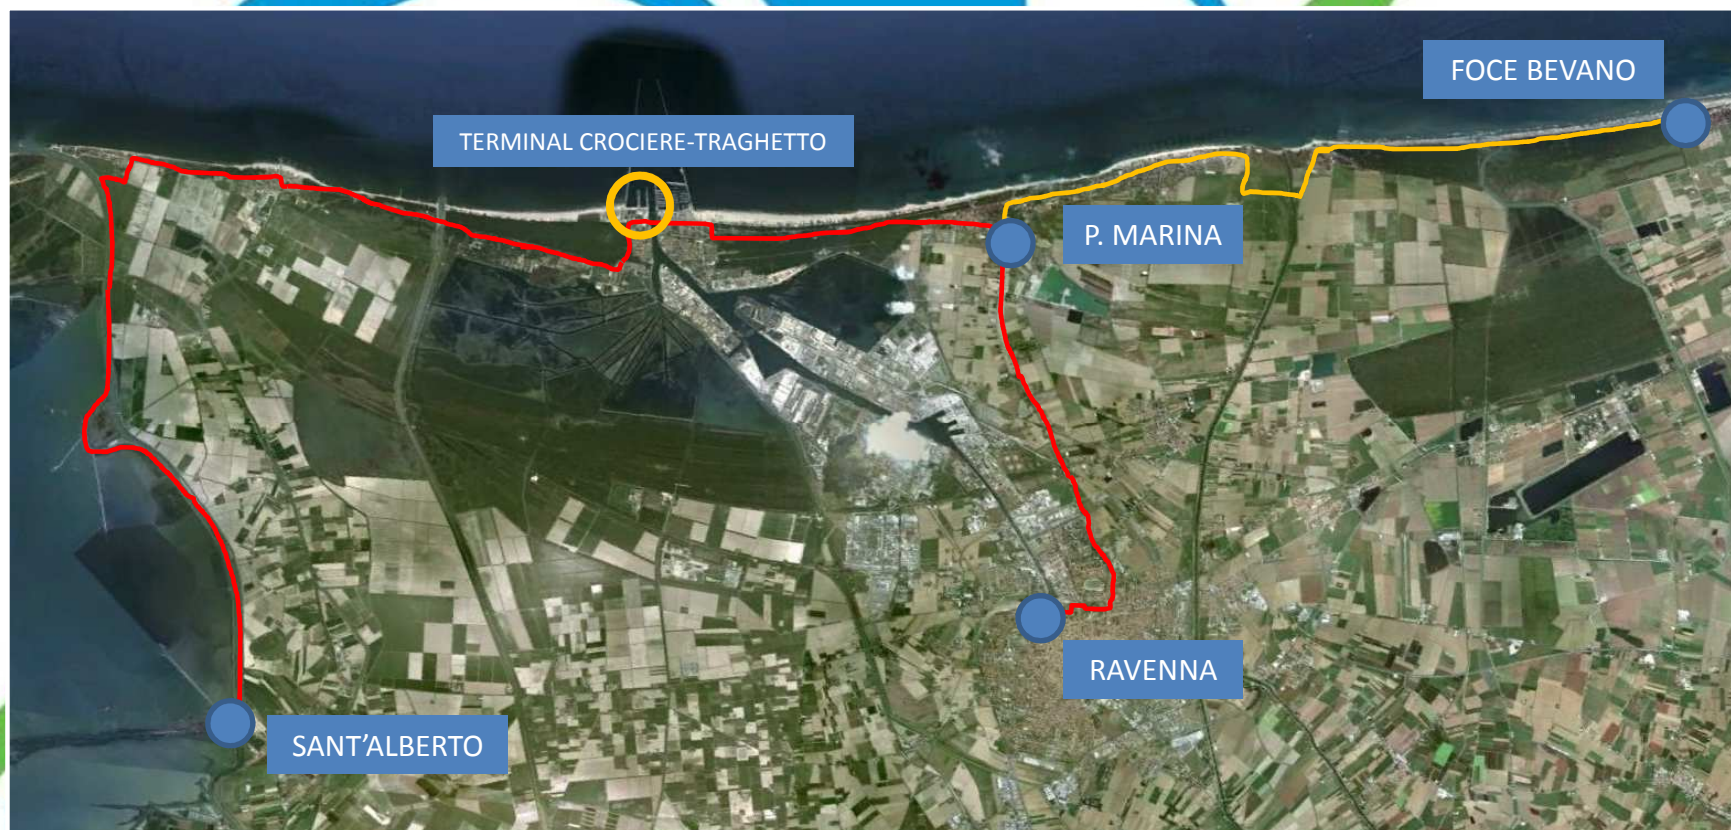 FOCE BEVANO
TERMINAL CROCIERE-TRAGHETTO
P. MARINA
RAVENNA
SANT’ALBERTO